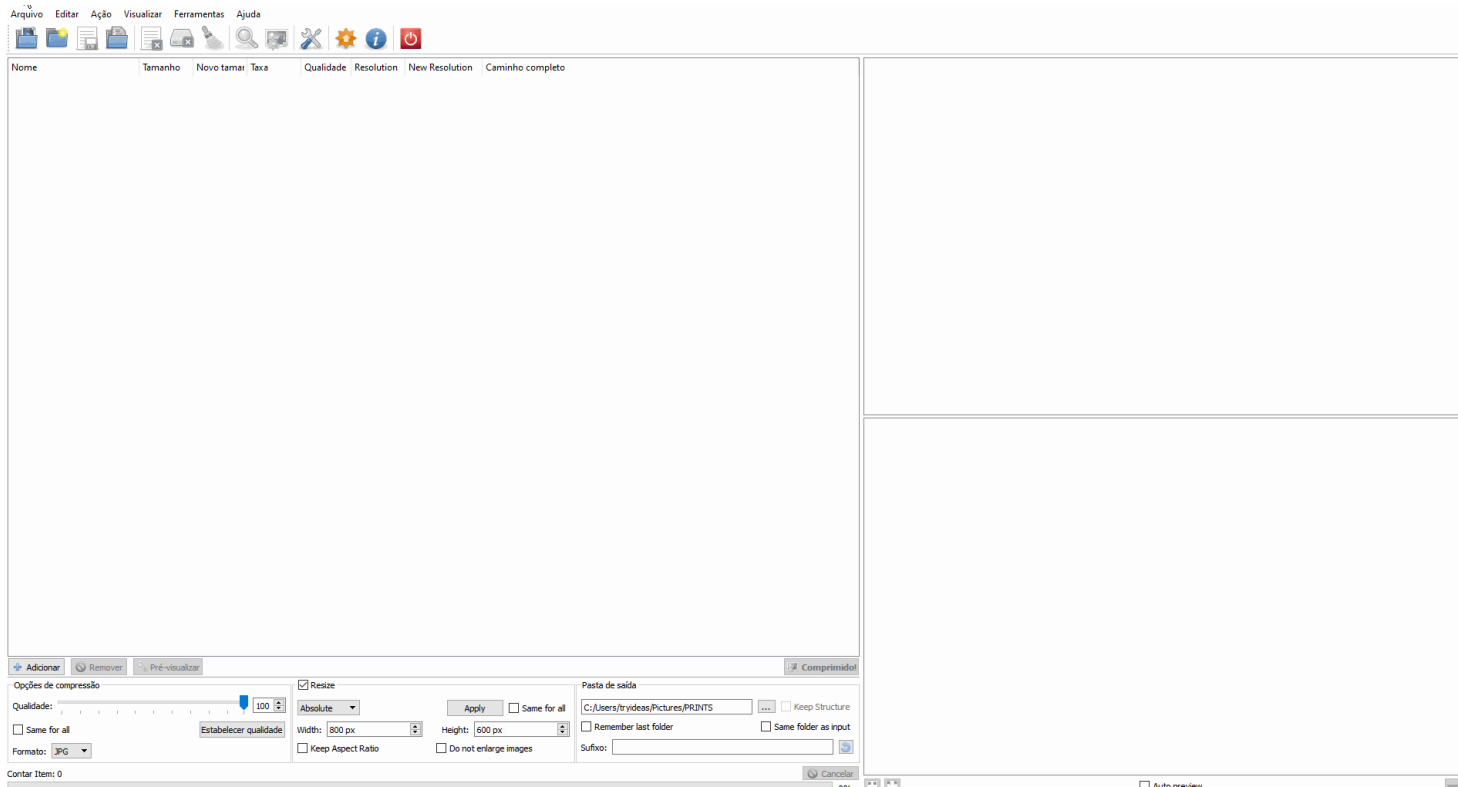 Arquivo Editar Ação Visualizar Ferramentas Ajuda
Nome Tamanho Novo tamar Taxa Qualidade Resolution New Resolution Caminho completo
Adicionar Remover Pré-visualizar Comprimido!
Opções de compressão Resize Pasta de saída
Qualidade: 100 Absolute Apply Same for all C:/Users/tryideas/Pictures/PRINTS ... Keep Structure
Same for all Estabelecer qualidade Width: 800 px Height: 600 px Remember last folder Same folder as input
Formato: JPG Keep Aspect Ratio Do not enlarge images Sufixo:
Contar Item: 0 Cancelar
0% Auto preview